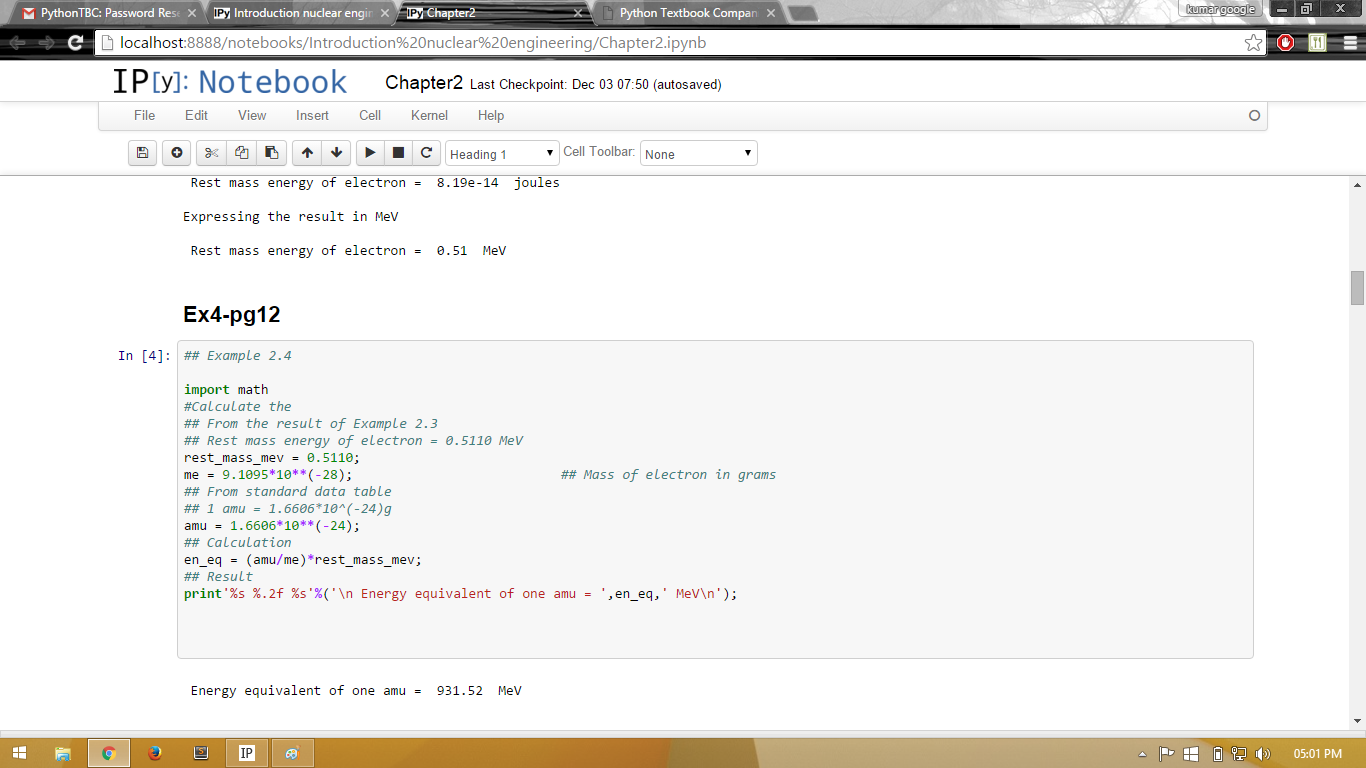 PythonTBC: Password Res
IPy Introduction nuclear engin
IPy Chapter2
Python Textbook Compan
kumar google
localhost:8888/notebooks/Introduction%20nuclear%20engineering/Chapter2.ipynb
IP[y]: Notebook
Chapter2 Last Checkpoint: Dec 03 07:50 (autosaved)
File Edit View Insert Cell Kernel Help
Heading 1 Cell Toolbar: None
Rest mass energy of electron =  8.19e-14  joules
Expressing the result in MeV
Rest mass energy of electron =  0.51  MeV
Ex4-pg12
In [4]:
## Example 2.4
import math
#Calculate the
## From the result of Example 2.3
## Rest mass energy of electron = 0.5110 MeV
rest_mass_mev = 0.5110;
me = 9.1095*10**(-28);                           ## Mass of electron in grams
## From standard data table
## 1 amu = 1.6606*10^(-24)g
amu = 1.6606*10**(-24);
## Calculation
en_eq = (amu/me)*rest_mass_mev;
## Result
print'%s %.2f %s'%('\n Energy equivalent of one amu = ',en_eq,' MeV\n');
Energy equivalent of one amu =  931.52  MeV
IP
05:01 PM